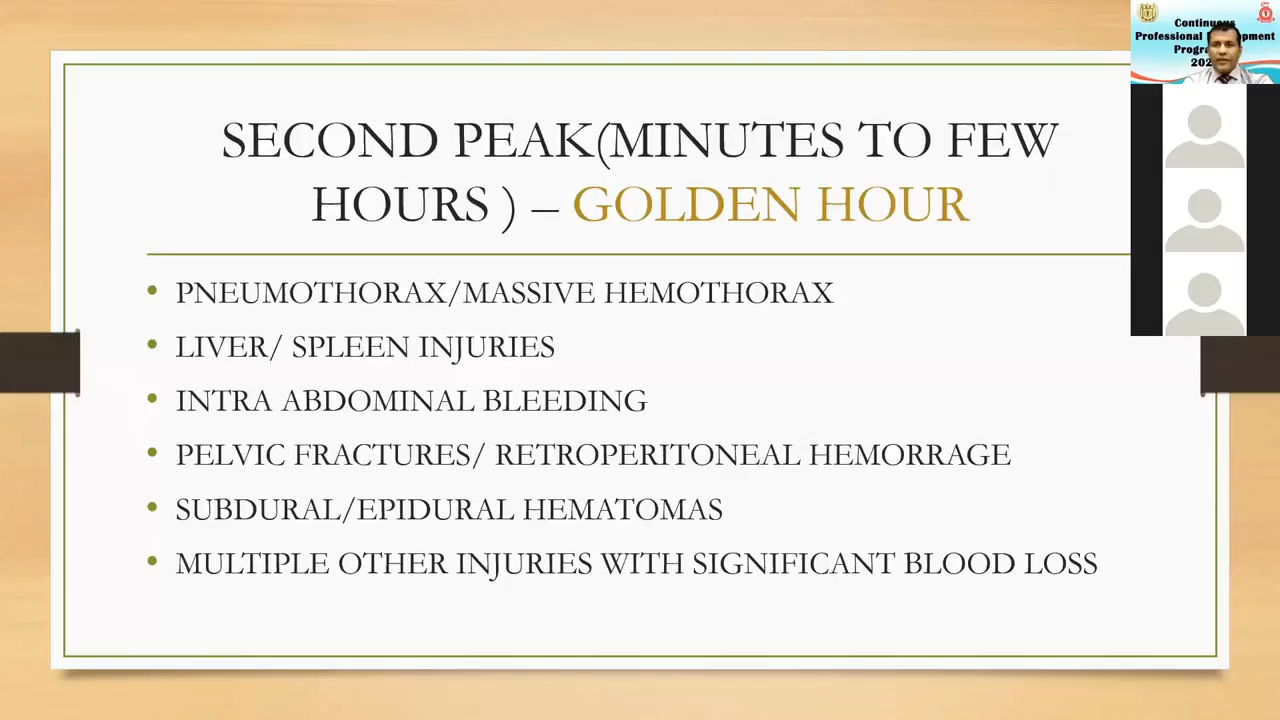 SECOND PEAK(MINUTES TO FEW
HOURS ) – GOLDEN HOUR
• PNEUMOTHORAX/MASSIVE HEMOTHORAX
• LIVER/ SPLEEN INJURIES
• INTRA ABDOMINAL BLEEDING
• PELVIC FRACTURES/ RETROPERITONEAL HEMORRAGE
• SUBDURAL/EPIDURAL HEMATOMAS
• MULTIPLE OTHER INJURIES WITH SIGNIFICANT BLOOD LOSS
Continuous
Professional